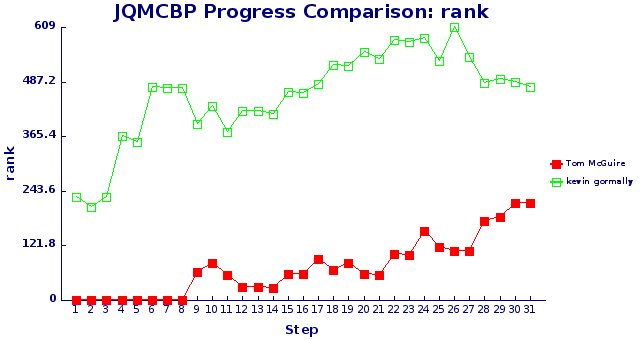 JQMCBP Progress Comparison: rank
609
487.2
365.4
243.6
121.8
0
rank
1 2 3 4 5 6 7 8 9 10 11 12 13 14 15 16 17 18 19 20 21 22 23 24 25 26 27 28 29 30 31
Step
Tom McGuire
kevin gormally